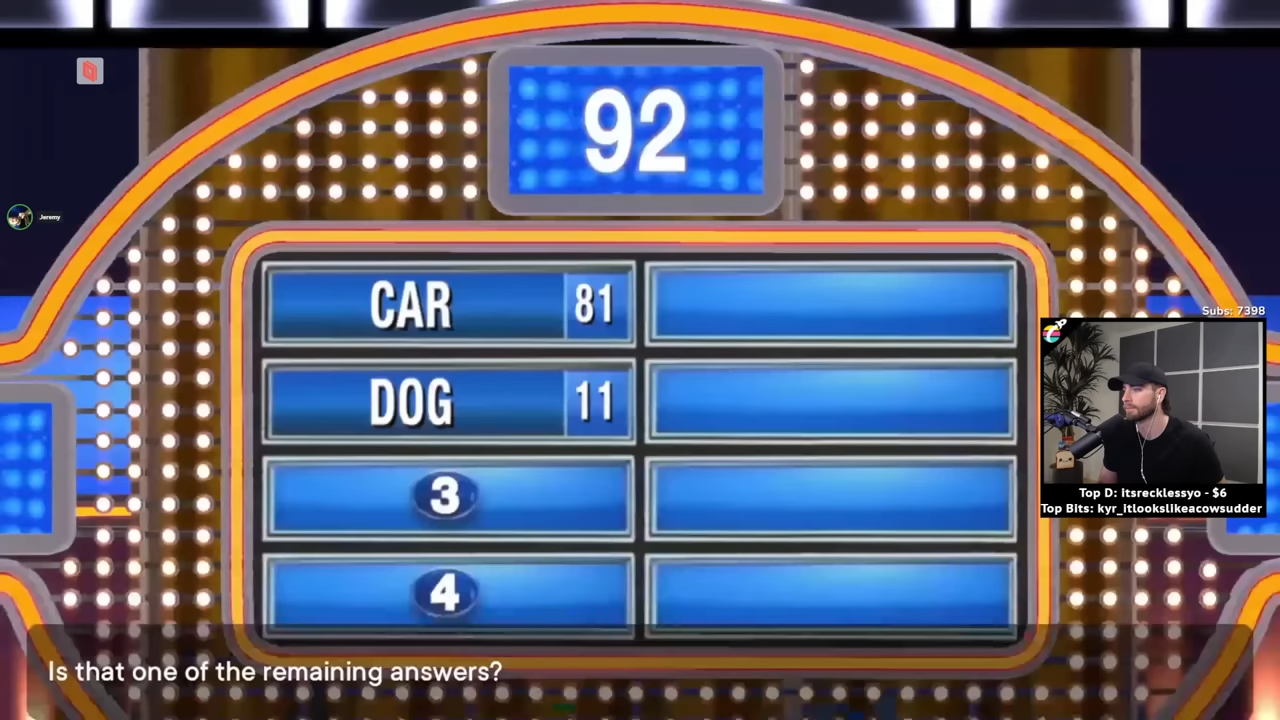 92
CAR 81
DOG 11
3
4
Jeremy
Subs: 7398
Top D: itsrecklessyo - $6
Top Bits: kyr_itlookslikeacowsudder
Is that one of the remaining answers?